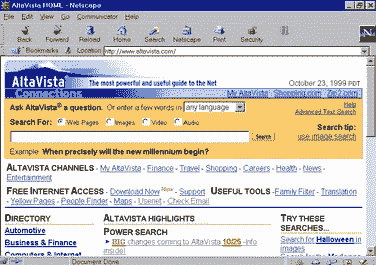 AltaVista HOME - Netscape
File Edit View Go Communicator Help
Back Forward Reload Home Search Netscape Print Security
Bookmarks Location: http://www.altavista.com/
AltaVista The most powerful and useful guide to the Net October 23, 1999 PDT
Connections My AltaVista Shopping.com Zip2.com
Ask AltaVista® a question. Or enter a few words in any language Help
Advanced Text Search
Search For: Web Pages Images Video Audio
Search Search tip:
use image search
Example: When precisely will the new millennium begin?
ALTAVISTA CHANNELS - My AltaVista - Finance - Travel - Shopping - Careers - Health - News -
Entertainment
FREE INTERNET ACCESS - Download Now New - Support USEFUL TOOLS - Family Filter - Translation
- Yellow Pages - People Finder - Maps - Usenet - Check Email
DIRECTORY ALTAVISTA HIGHLIGHTS TRY THESE
Automotive POWER SEARCH SEARCHES...
Business & Finance BIG changes coming to AltaVista 10/25 -info Search for Halloween in
Computers & Internet inside! images
Document: Done